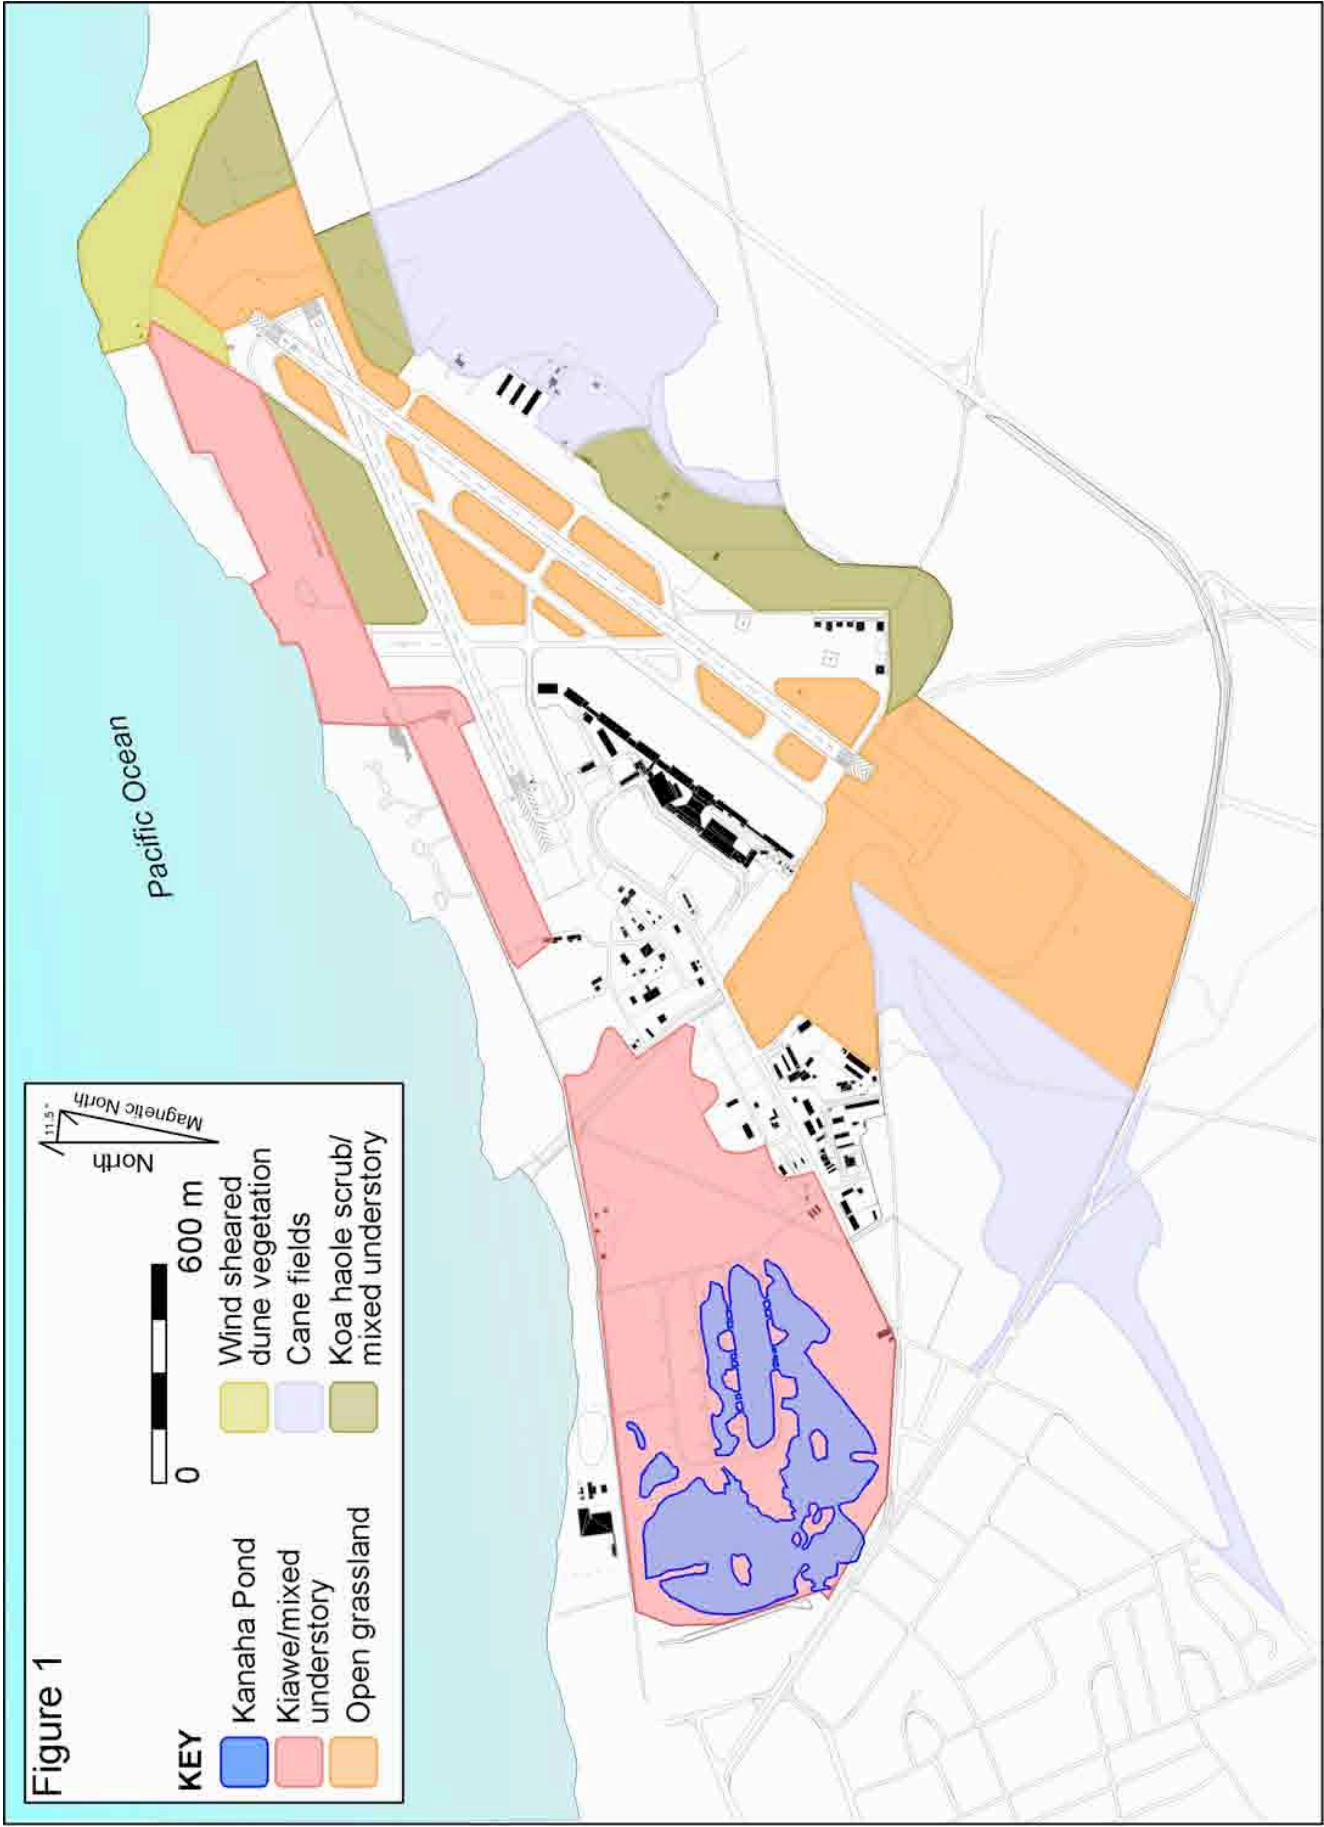 Figure 1
KEY
Kanaha Pond
Kiawe/mixed
understory
Open grassland
0
600 m
Wind sheared
dune vegetation
Cane fields
Koa haole scrub/
mixed understory
North
Magnetic North
11.5°
Pacific Ocean